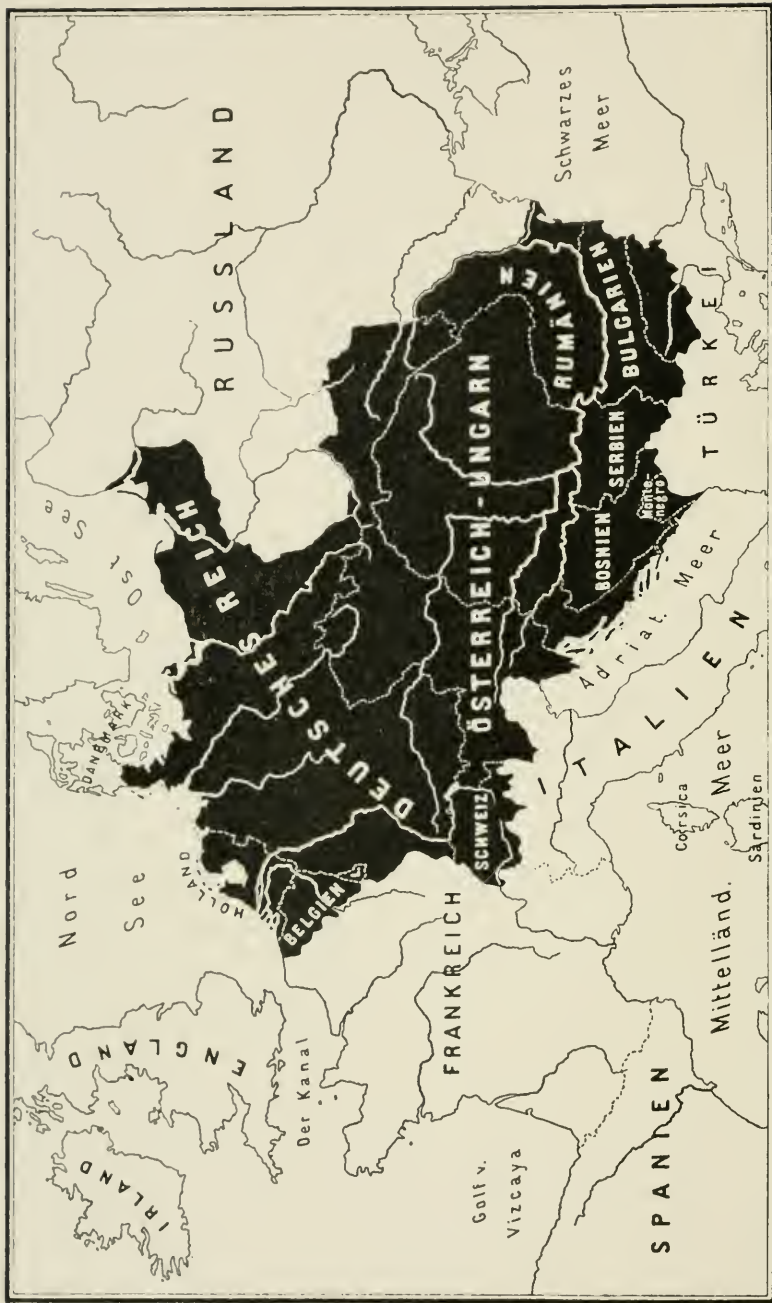 IRLAND
ENGLAND
Nord
See
Der Kanal
DÄNEMARK
Ost See
HOLLAND
BELGIEN
DEUTSCHES REICH
RUSSLAND
FRANKREICH
SCHWEIZ
ÖSTERREICH-UNGARN
RUMÄNIEN
BOSNIEN
SERBIEN
BULGARIEN
Monte-
negro
Schwarzes
Meer
TÜRKEI
Adriat. Meer
ITALIEN
Golf v.
Vizcaya
SPANIEN
Corsica
Sardinien
Mittelländ. Meer